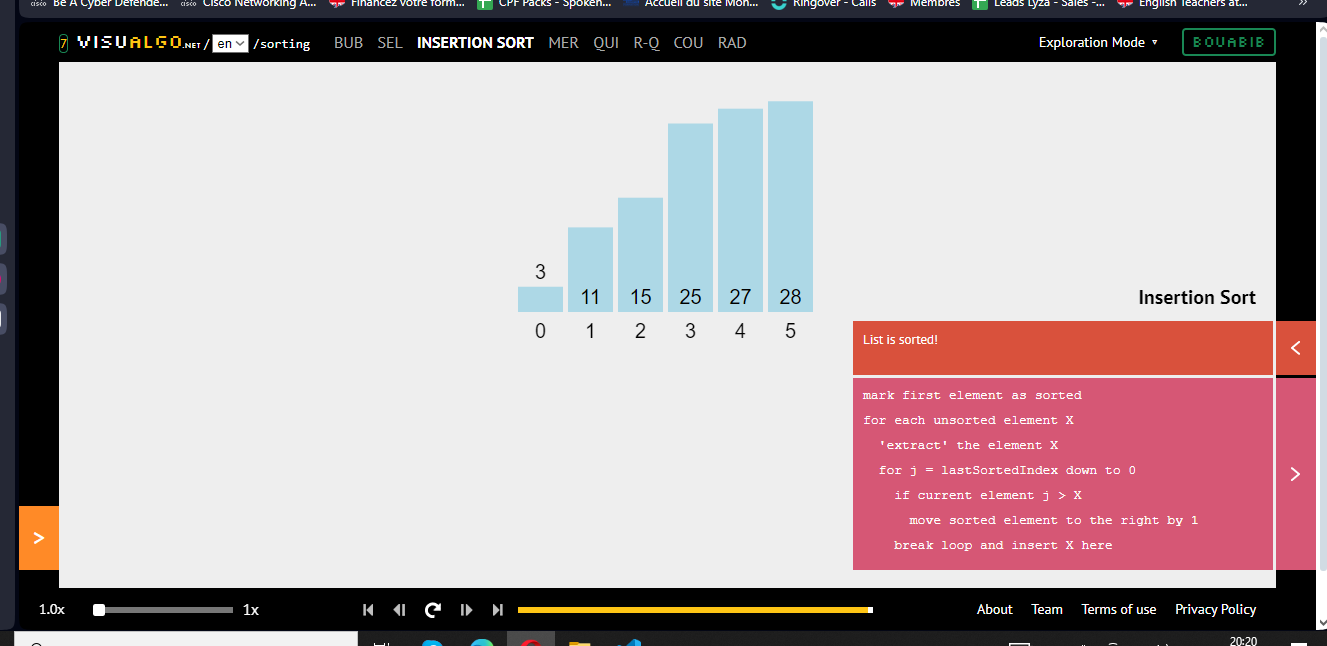 Be A Cyber Defende... Cisco Networking A... Financez votre form... CPF Packs - Spoken... Accueil du site Mon... Ringover - Calls Membres Leads Lyza - Sales -... English Teachers at... »
7 VISUALGO.NET / en /sorting BUB SEL INSERTION SORT MER QUI R-Q COU RAD Exploration Mode ▼ BOUABIB
3
11 15 25 27 28
0 1 2 3 4 5
Insertion Sort
List is sorted!
mark first element as sorted
for each unsorted element X
'extract' the element X
for j = lastSortedIndex down to 0
if current element j > X
move sorted element to the right by 1
break loop and insert X here
1.0x 1x About Team Terms of use Privacy Policy
20:20